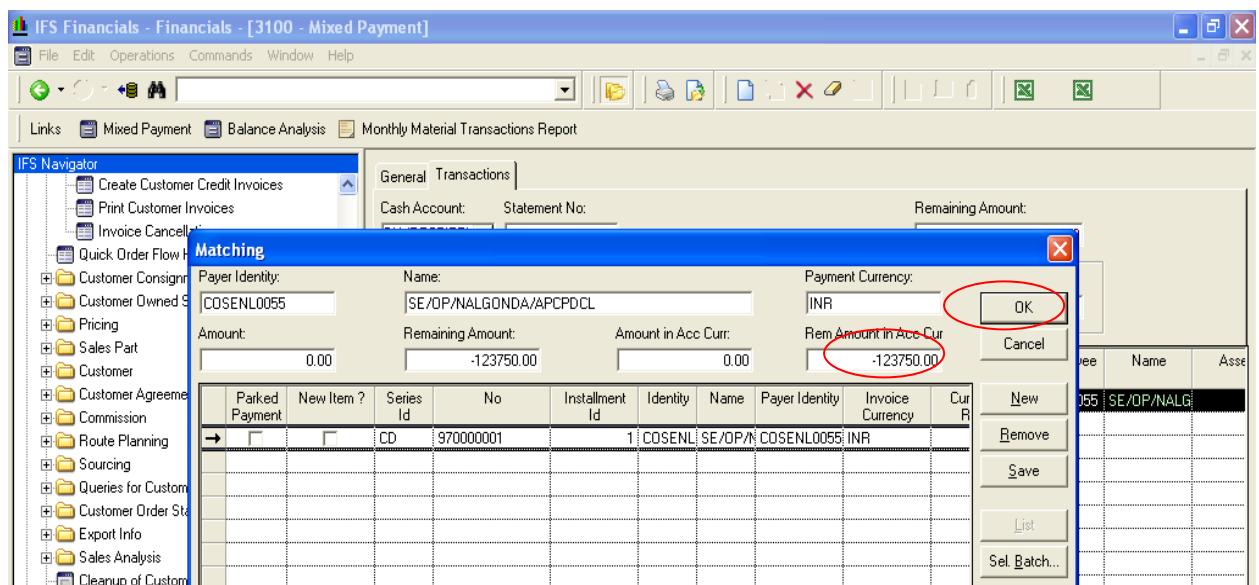 IFS Financials - Financials - [3100 - Mixed Payment]
File Edit Operations Commands Window Help
Links Mixed Payment Balance Analysis Monthly Material Transactions Report
IFS Navigator
Create Customer Credit Invoices
Print Customer Invoices
Invoice Cancell
Quick Order Flow H
Customer Consignm
Customer Owned S
Pricing
Sales Part
Customer
Customer Agreeme
Commission
Route Planning
Sourcing
Queries for Custom
Customer Order Sta
Export Info
Sales Analysis
Cleanup of Custom
General Transactions
Cash Account: Statement No: Remaining Amount:
Matching
Payer Identity: Name: Payment Currency:
COSENL0055 SE/OP/NALGONDA/APCPDCL INR
OK
Amount: Remaining Amount: Amount in Acc Curr: Rem Amount in Acc Cur
Cancel
0.00 -123750.00 0.00 -123750.00
Parked Payment New Item ? Series Id No Installment Id Identity Name Payer Identity Invoice Currency Cur R
CD 970000001 1 COSENL SE/OP/N COSENL0055 INR
New
Remove
Save
List
Sel. Batch...
yee Name Asse
055 SE/OP/NALG